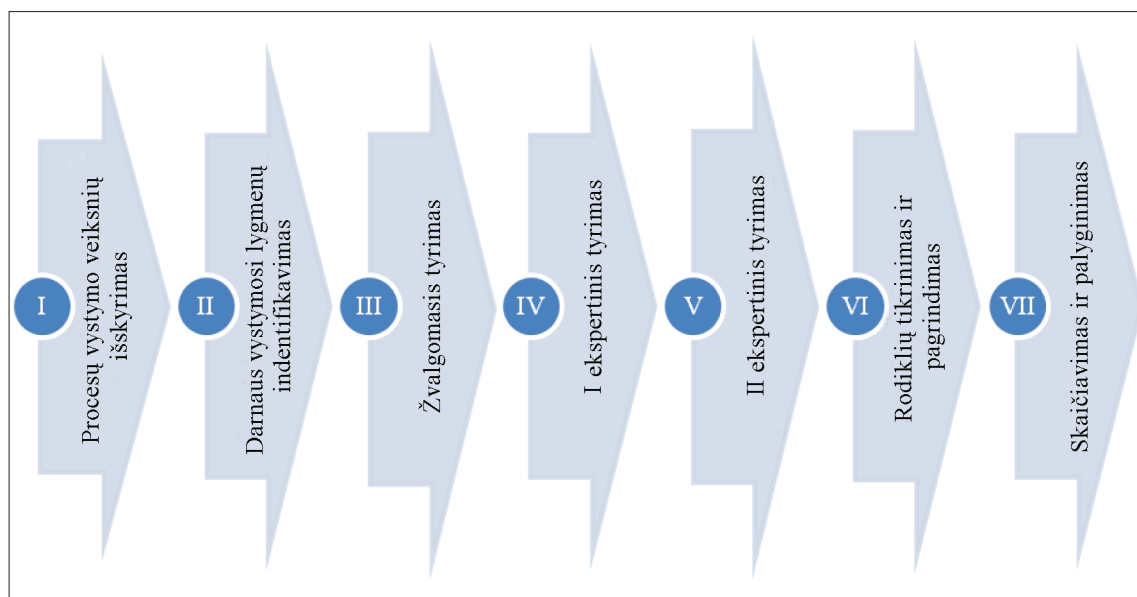 I
Procesų vystymo veiksnių
išskyrimas
II
Darnaus vystymosi lygmenų
indentifikavimas
III
Žvalgomasis tyrimas
IV
I ekspertinis tyrimas
V
II ekspertinis tyrimas
VI
Rodiklių tikrinimas ir
pagrindimas
VII
Skaičiavimas ir palyginimas